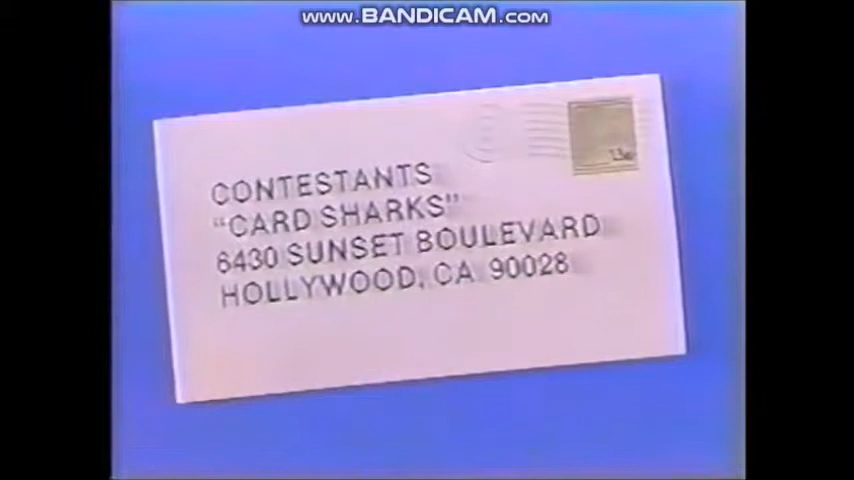 www.BANDICAM.com
CONTESTANTS
"CARD SHARKS"
6430 SUNSET BOULEVARD
HOLLYWOOD, CA 90028